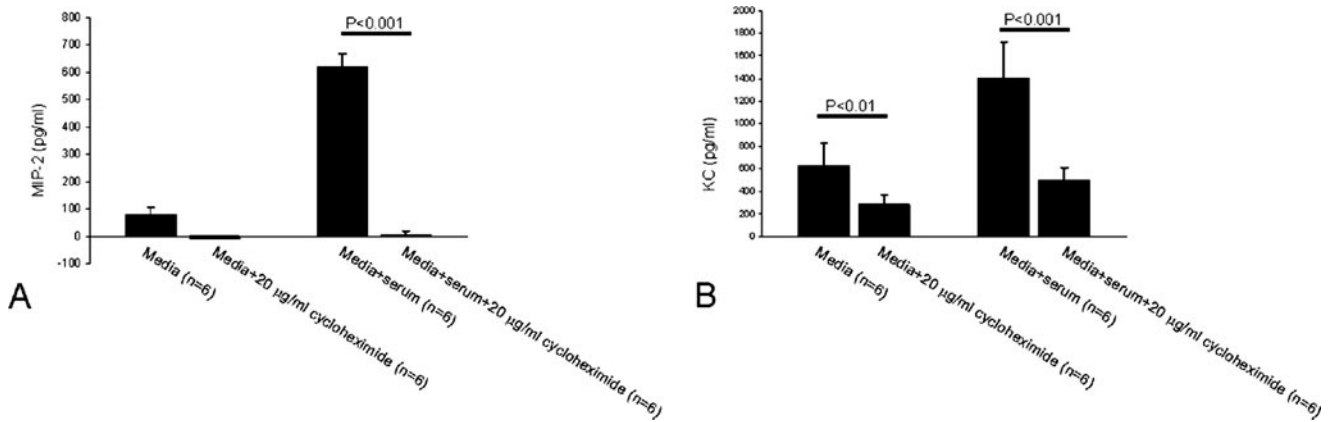 800
700
600
500
400
300
200
100
0
-100
MIP-2 (pg/ml)
P<0.001
Media (n=6)
Media+20 µg/ml cycloheximide (n=6)
Media+serum (n=6)
Media+serum+20 µg/ml cycloheximide (n=6)
A
2000
1800
1600
1400
1200
1000
800
600
400
200
0
KC (pg/ml)
P<0.01
P<0.001
Media (n=6)
Media+20 µg/ml cycloheximide (n=6)
Media+serum (n=6)
Media+serum+20 µg/ml cycloheximide (n=6)
B